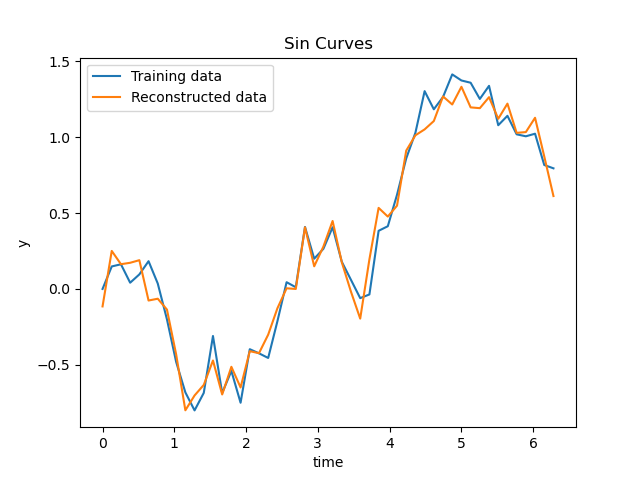 Sin Curves
Training data
Reconstructed data
1.5
1.0
0.5
0.0
−0.5
y
0 1 2 3 4 5 6
time